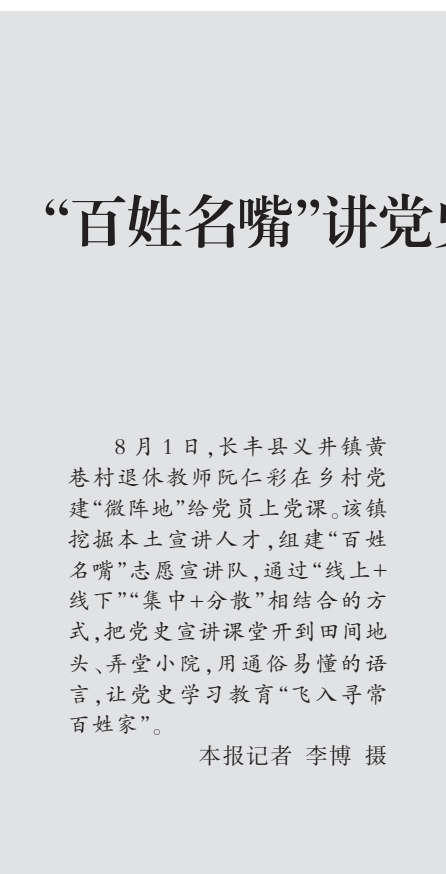 “百姓名嘴”讲党
8月1日,长丰县义井镇黄
巷村退休教师阮仁彩在乡村党
建“微阵地”给党员上党课。该镇
挖掘本土宣讲人才,组建“百姓
名嘴”志愿宣讲队,通过“线上+
线下”“集中+分散”相结合的方
式,把党史宣讲课堂开到田间地
头、弄堂小院,用通俗易懂的语
言,让党史学习教育“飞入寻常
百姓家”。
本报记者 李博 摄